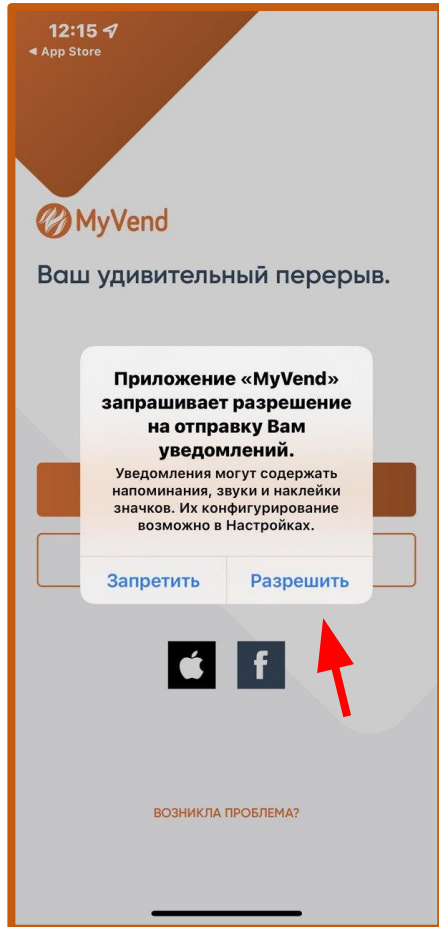 12:15
◀ App Store
MyVend
Ваш удивительный перерыв.
Приложение «MyVend»
запрашивает разрешение
на отправку Вам
уведомлений.
Уведомления могут содержать
напоминания, звуки и наклейки
значков. Их конфигурирование
возможно в Настройках.
Запретить Разрешить
f
ВОЗНИКЛА ПРОБЛЕМА?